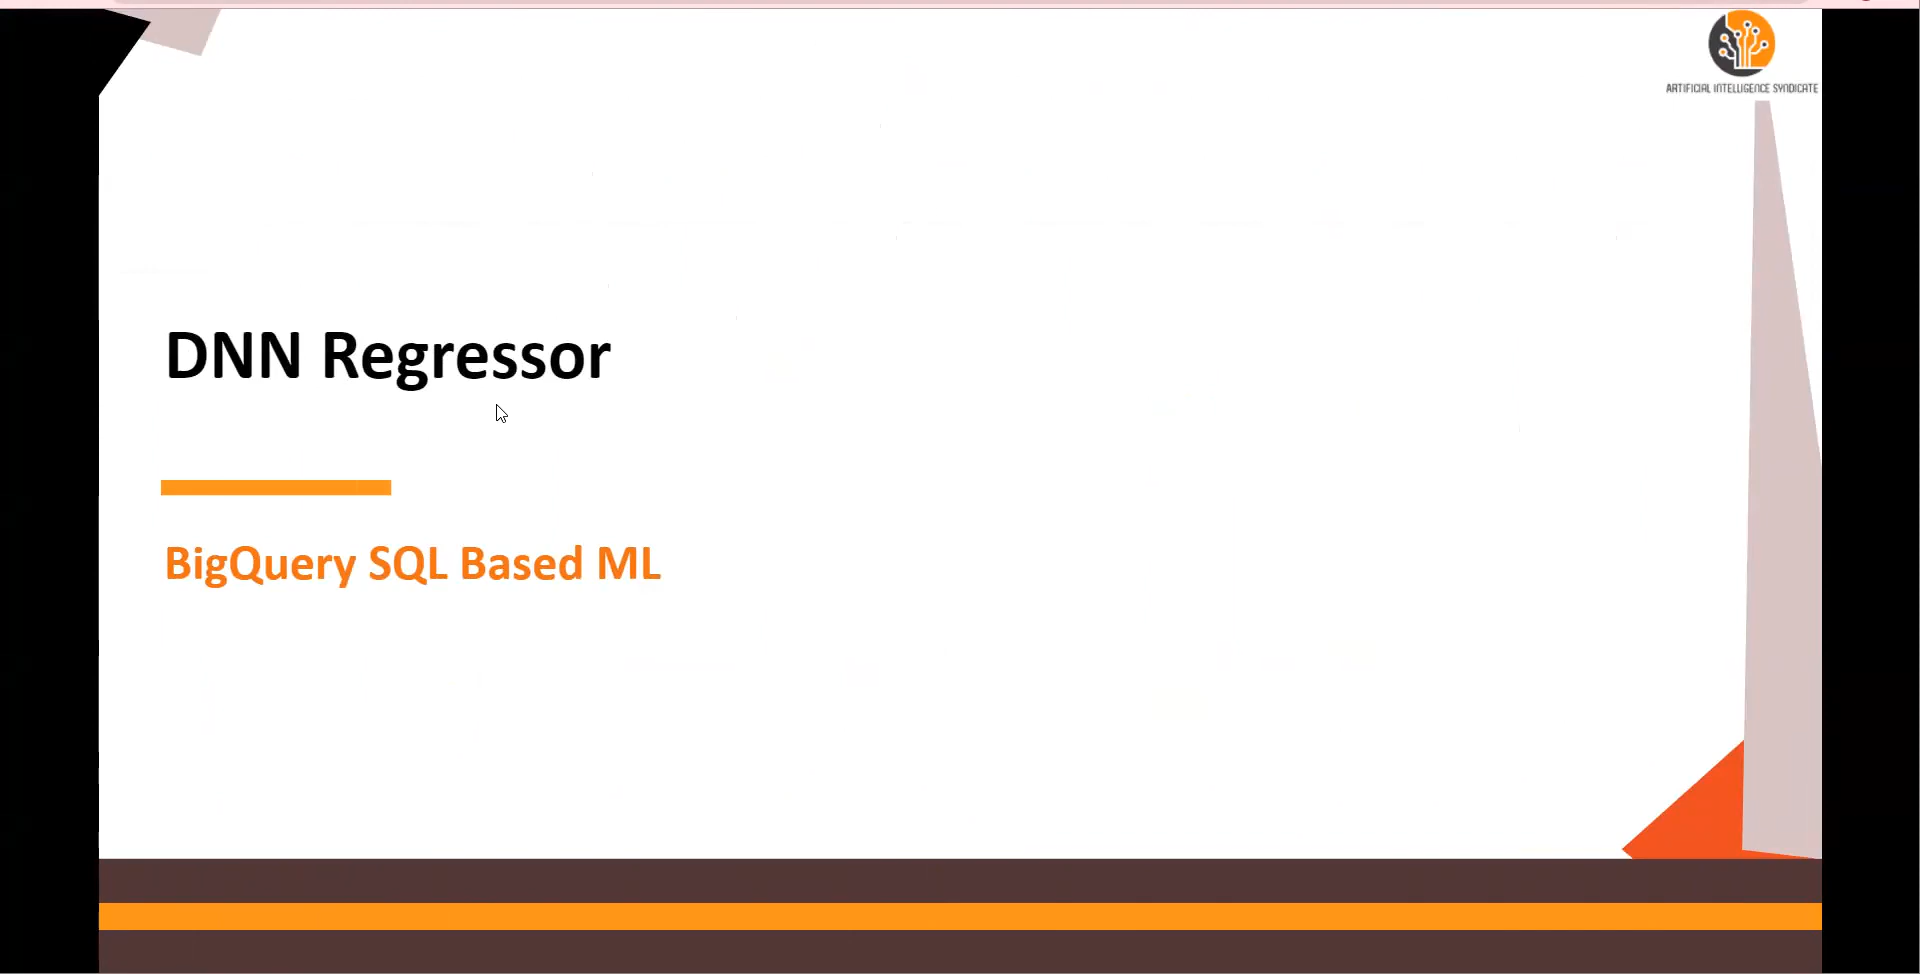 ARTIFICIAL INTELLIGENCE SYNDICATE
DNN Regressor
BigQuery SQL Based ML